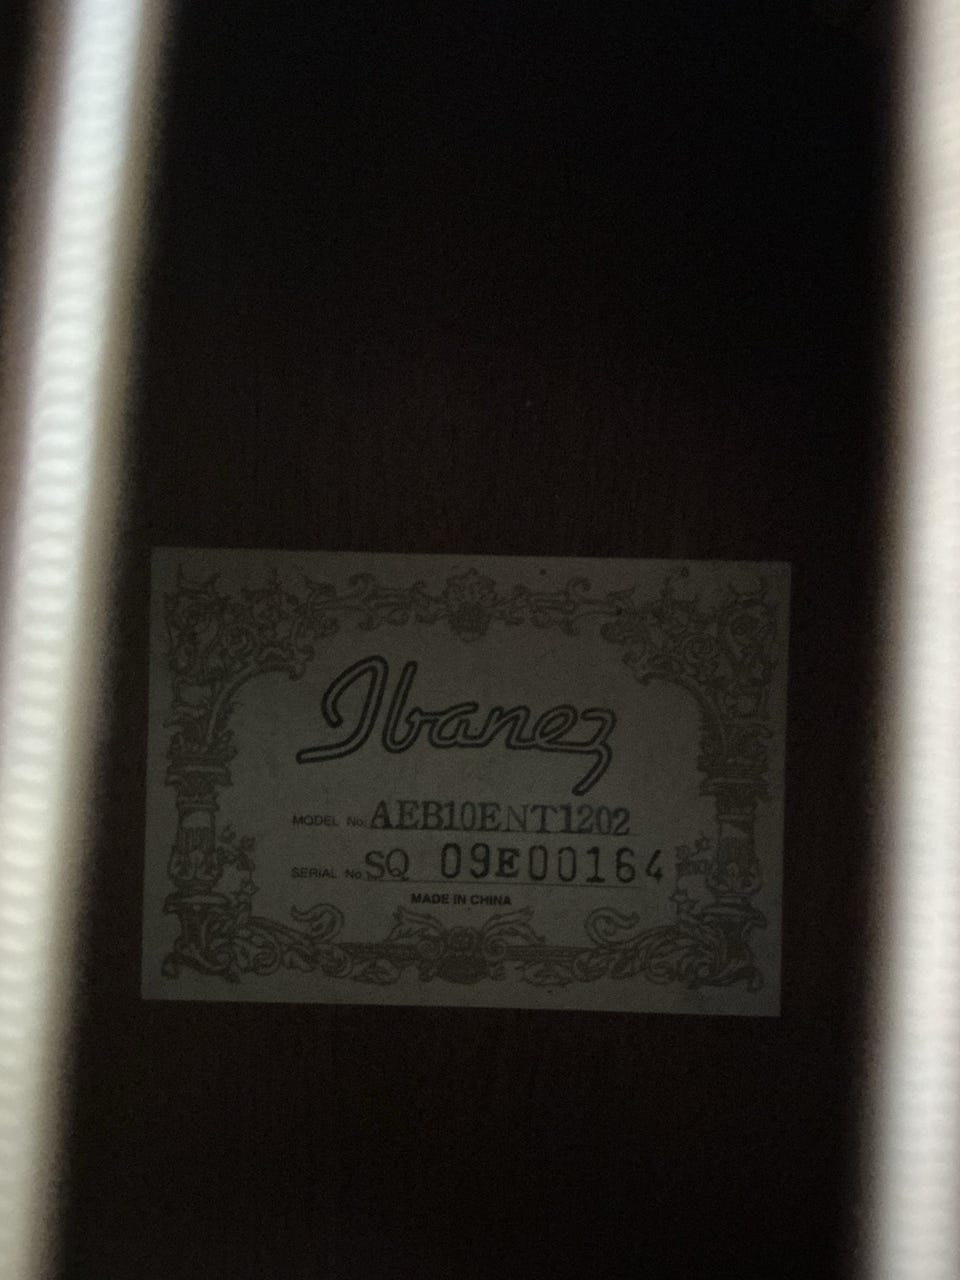 Ibanez
MODEL No. AEB10ENT1202
SERIAL No. SQ 09E00164
MADE IN CHINA